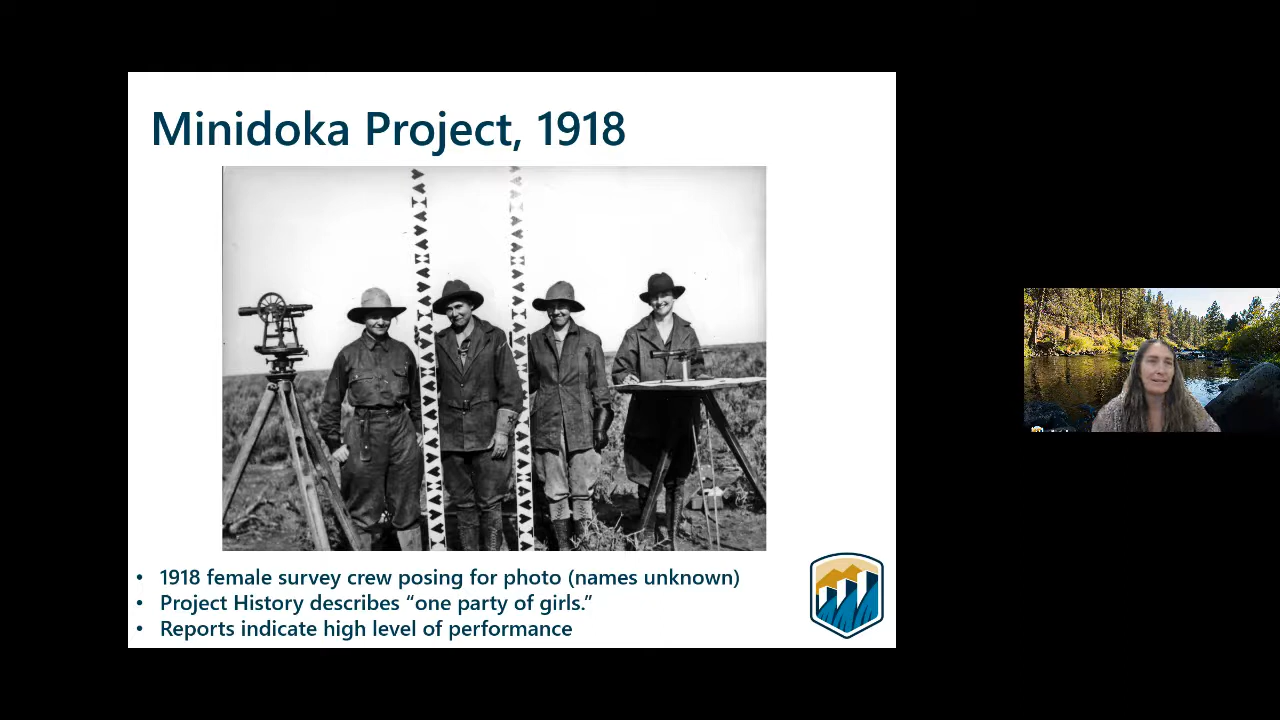 Minidoka Project, 1918
• 1918 female survey crew posing for photo (names unknown)
• Project History describes “one party of girls.”
• Reports indicate high level of performance